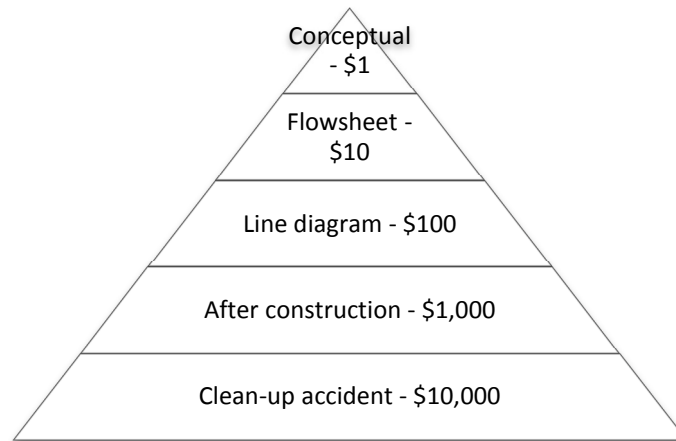 Conceptual
- $1
Flowsheet -
$10
Line diagram - $100
After construction - $1,000
Clean-up accident - $10,000